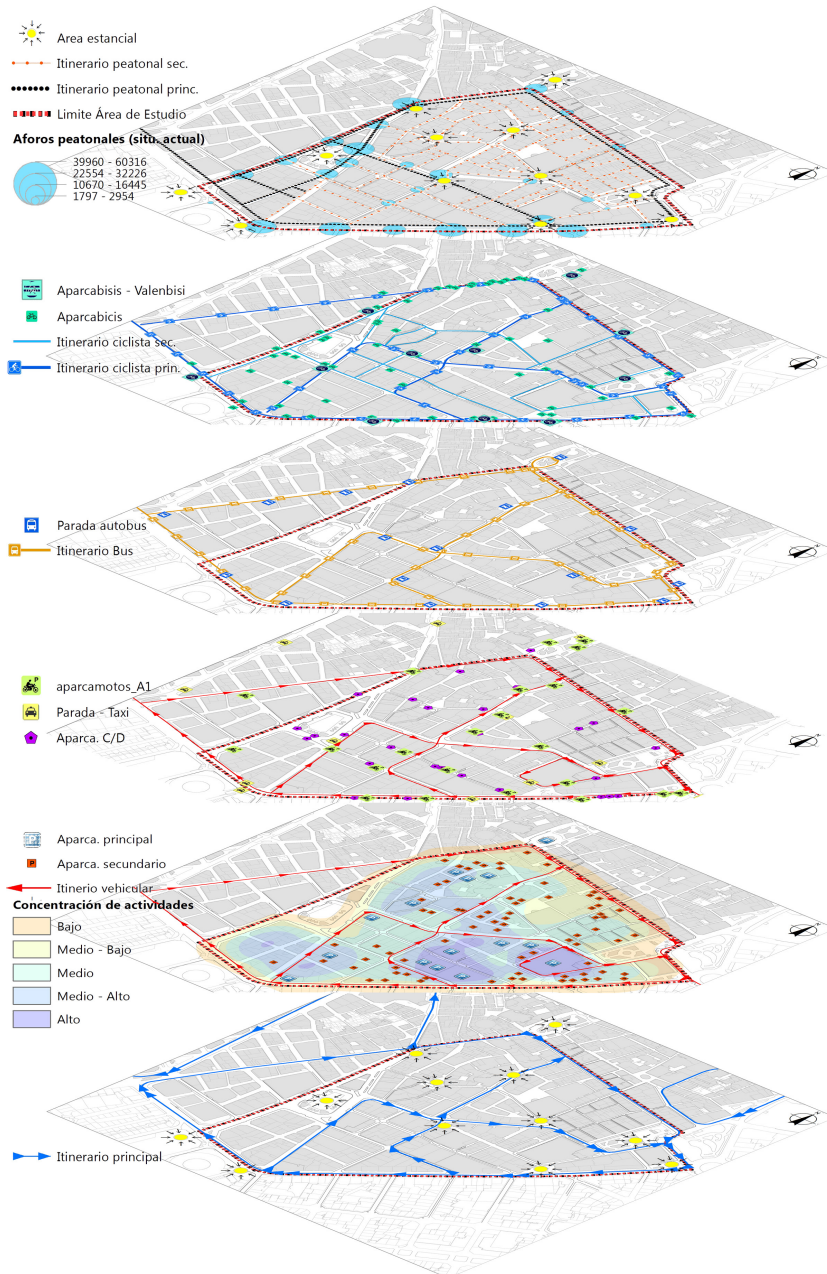 Area estancial
Itinerario peatonal sec.
Itinerario peatonal princ.
Limite Área de Estudio
Aforos peatonales (situ. actual)
39960 - 60316
22554 - 32226
10670 - 16445
1797 - 2954
Aparcabisis - Valenbisi
Aparcabicis
Itinerario ciclista sec.
Itinerario ciclista prin.
Parada autobus
Itinerario Bus
aparcamotos_A1
Parada - Taxi
Aparca. C/D
Aparca. principal
Aparca. secundario
Itinerio vehicular
Concentración de actividades
Bajo
Medio - Bajo
Medio
Medio - Alto
Alto
Itinerario principal